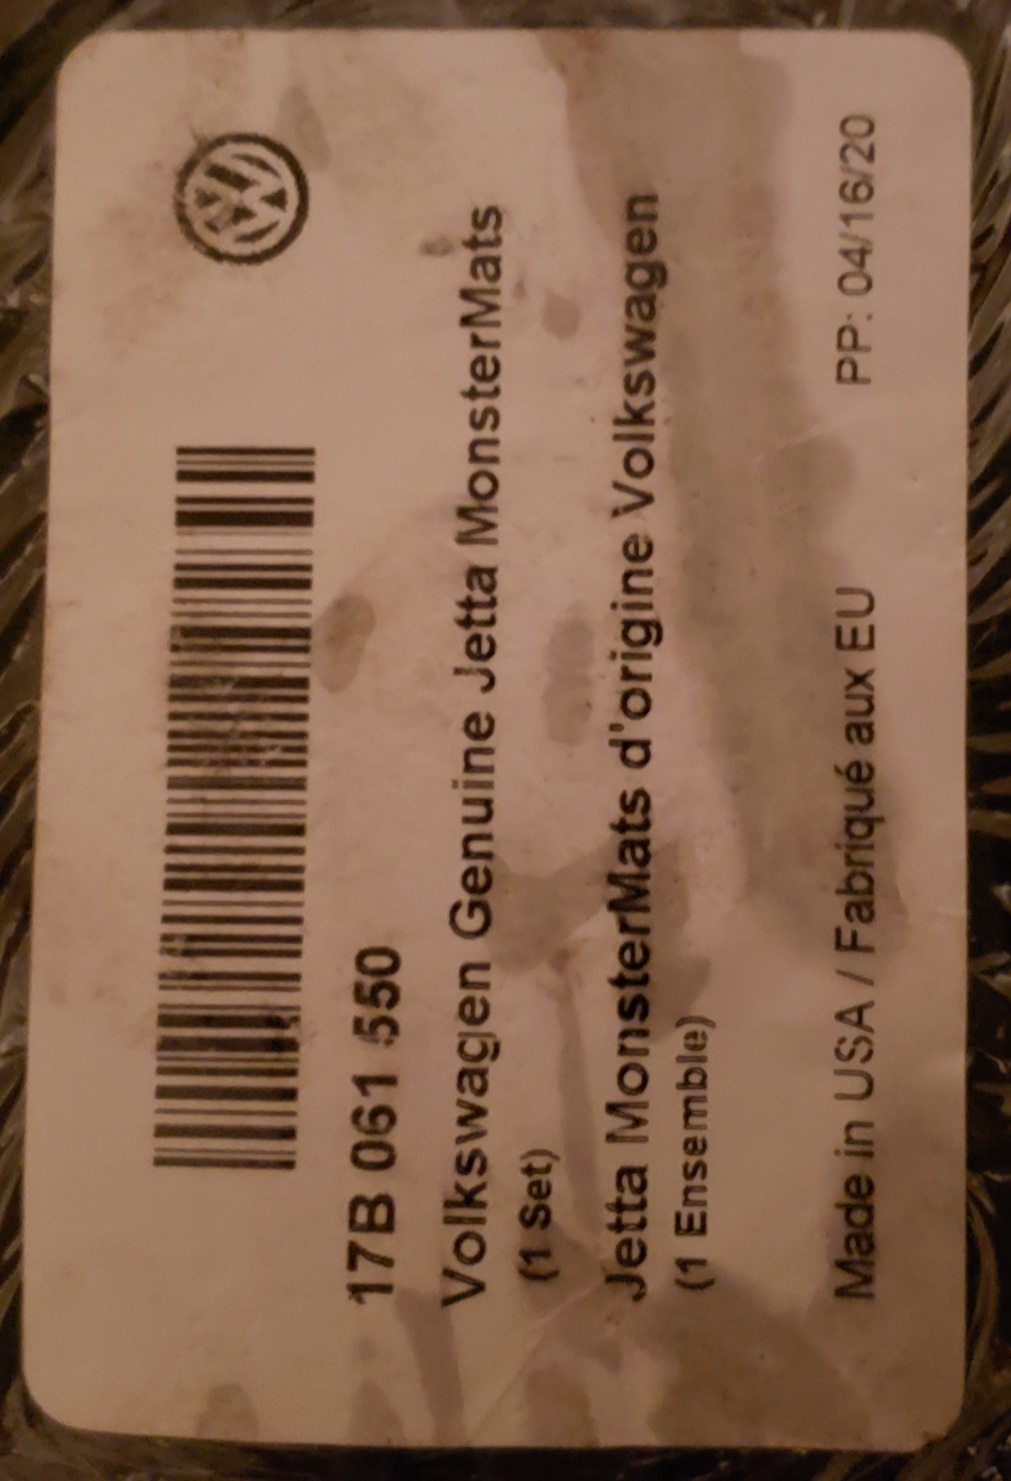 17B 061 550
Volkswagen Genuine Jetta MonsterMats
(1 Set)
Jetta MonsterMats d'origine Volkswagen
(1 Ensemble)
Made in USA / Fabriqué aux EU PP: 04/16/20